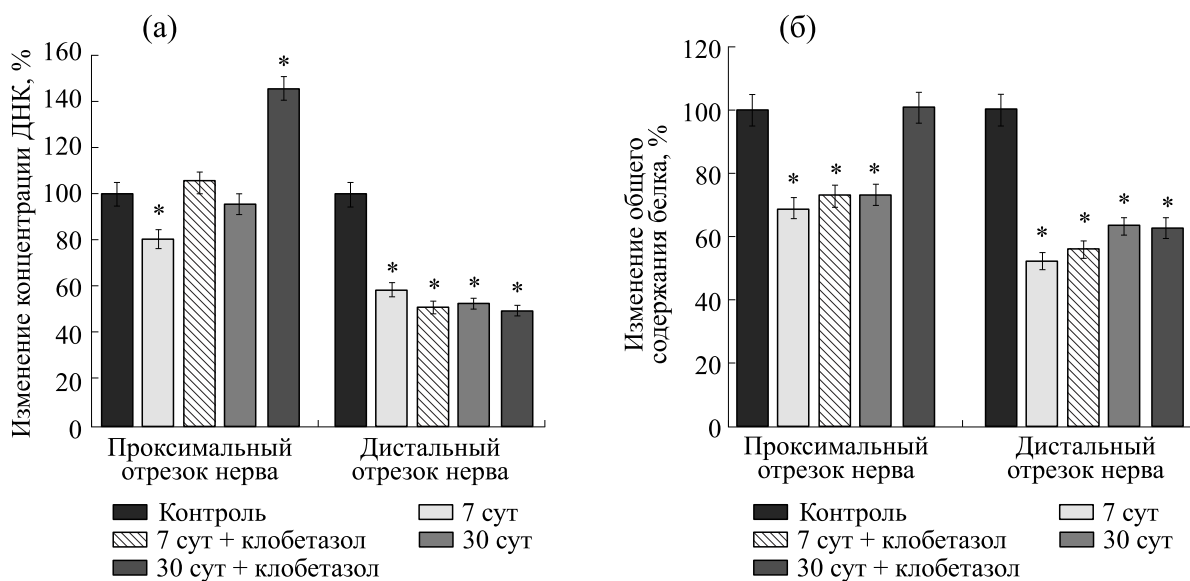 (а)
Изменение концентрации ДНК, %
160
140
120
100
80
60
40
20
0
*
*
*
*
*
*
Проксимальный
отрезок нерва
Дистальный
отрезок нерва
Контроль
7 сут
7 сут + клобетазол
30 сут
30 сут + клобетазол
(б)
Изменение общего
содержания белка, %
120
100
80
60
40
20
0
*
*
*
*
*
*
*
Проксимальный
отрезок нерва
Дистальный
отрезок нерва
Контроль
7 сут
7 сут + клобетазол
30 сут
30 сут + клобетазол